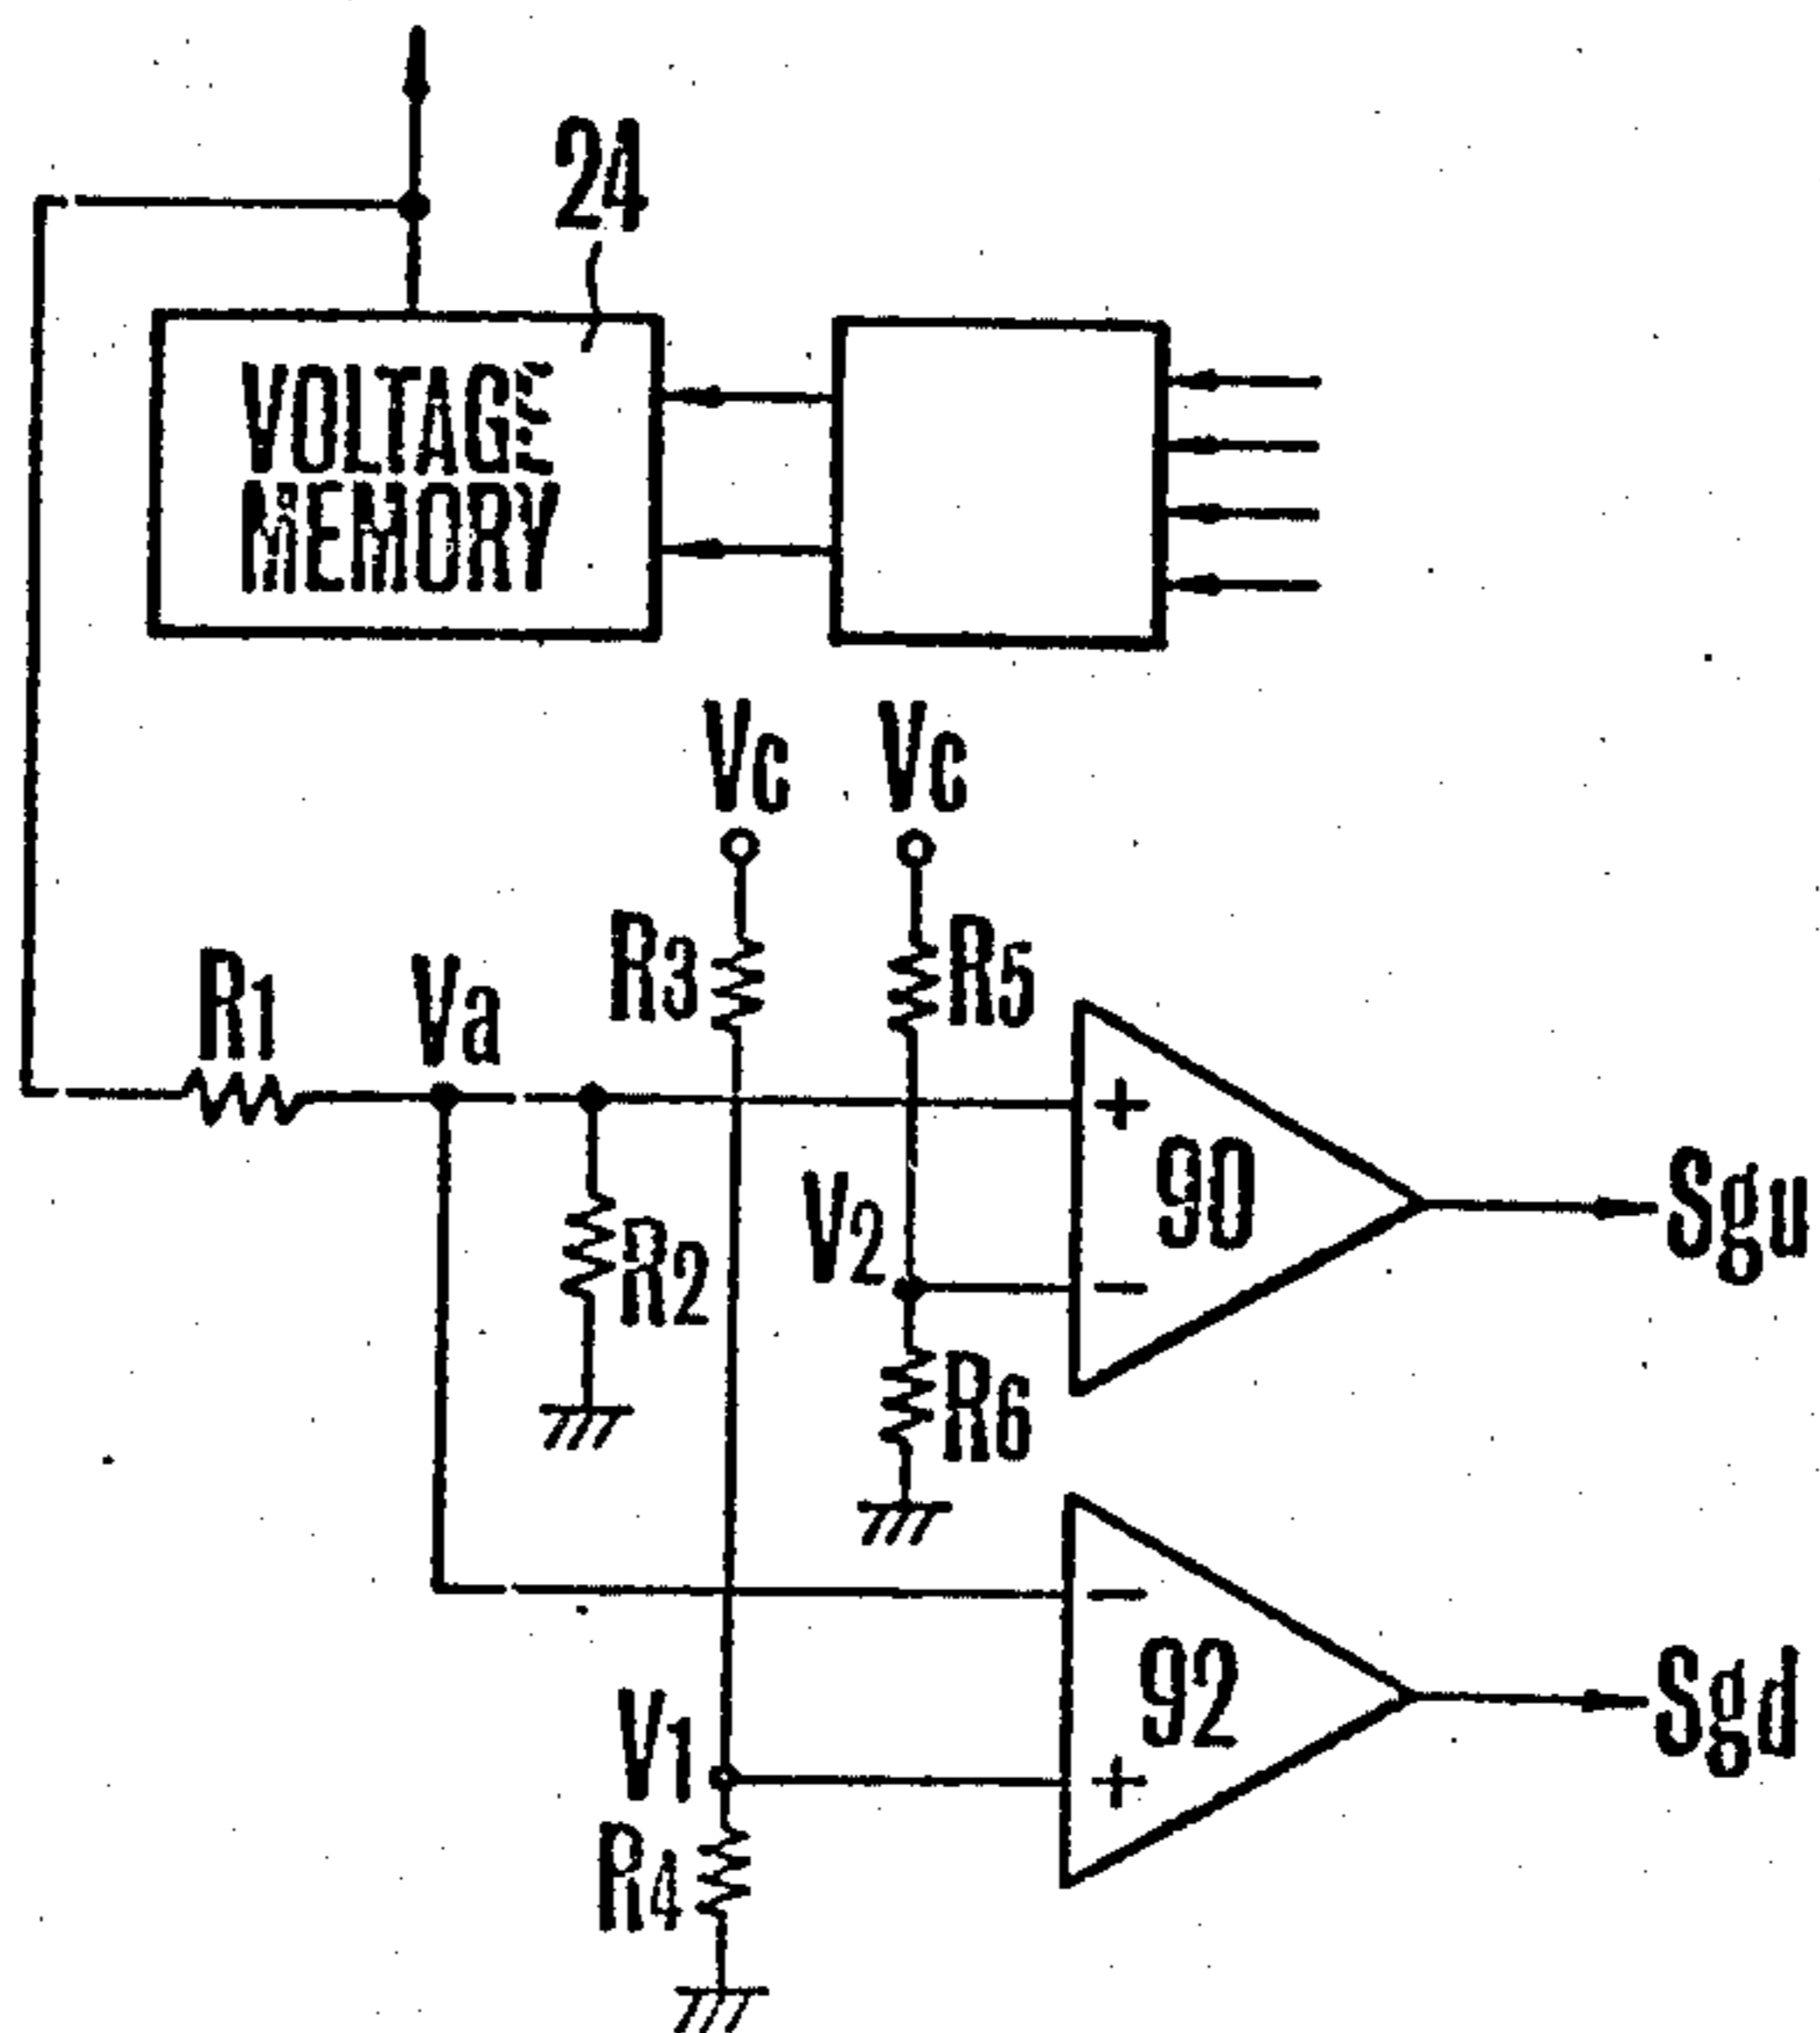 24
VOLTAGE
MEMORY
Vc Vc
R3 R5
R1 Va
+
90
Sgu
V2
−
R2
R6
−
92
Sgd
V1
+
R4